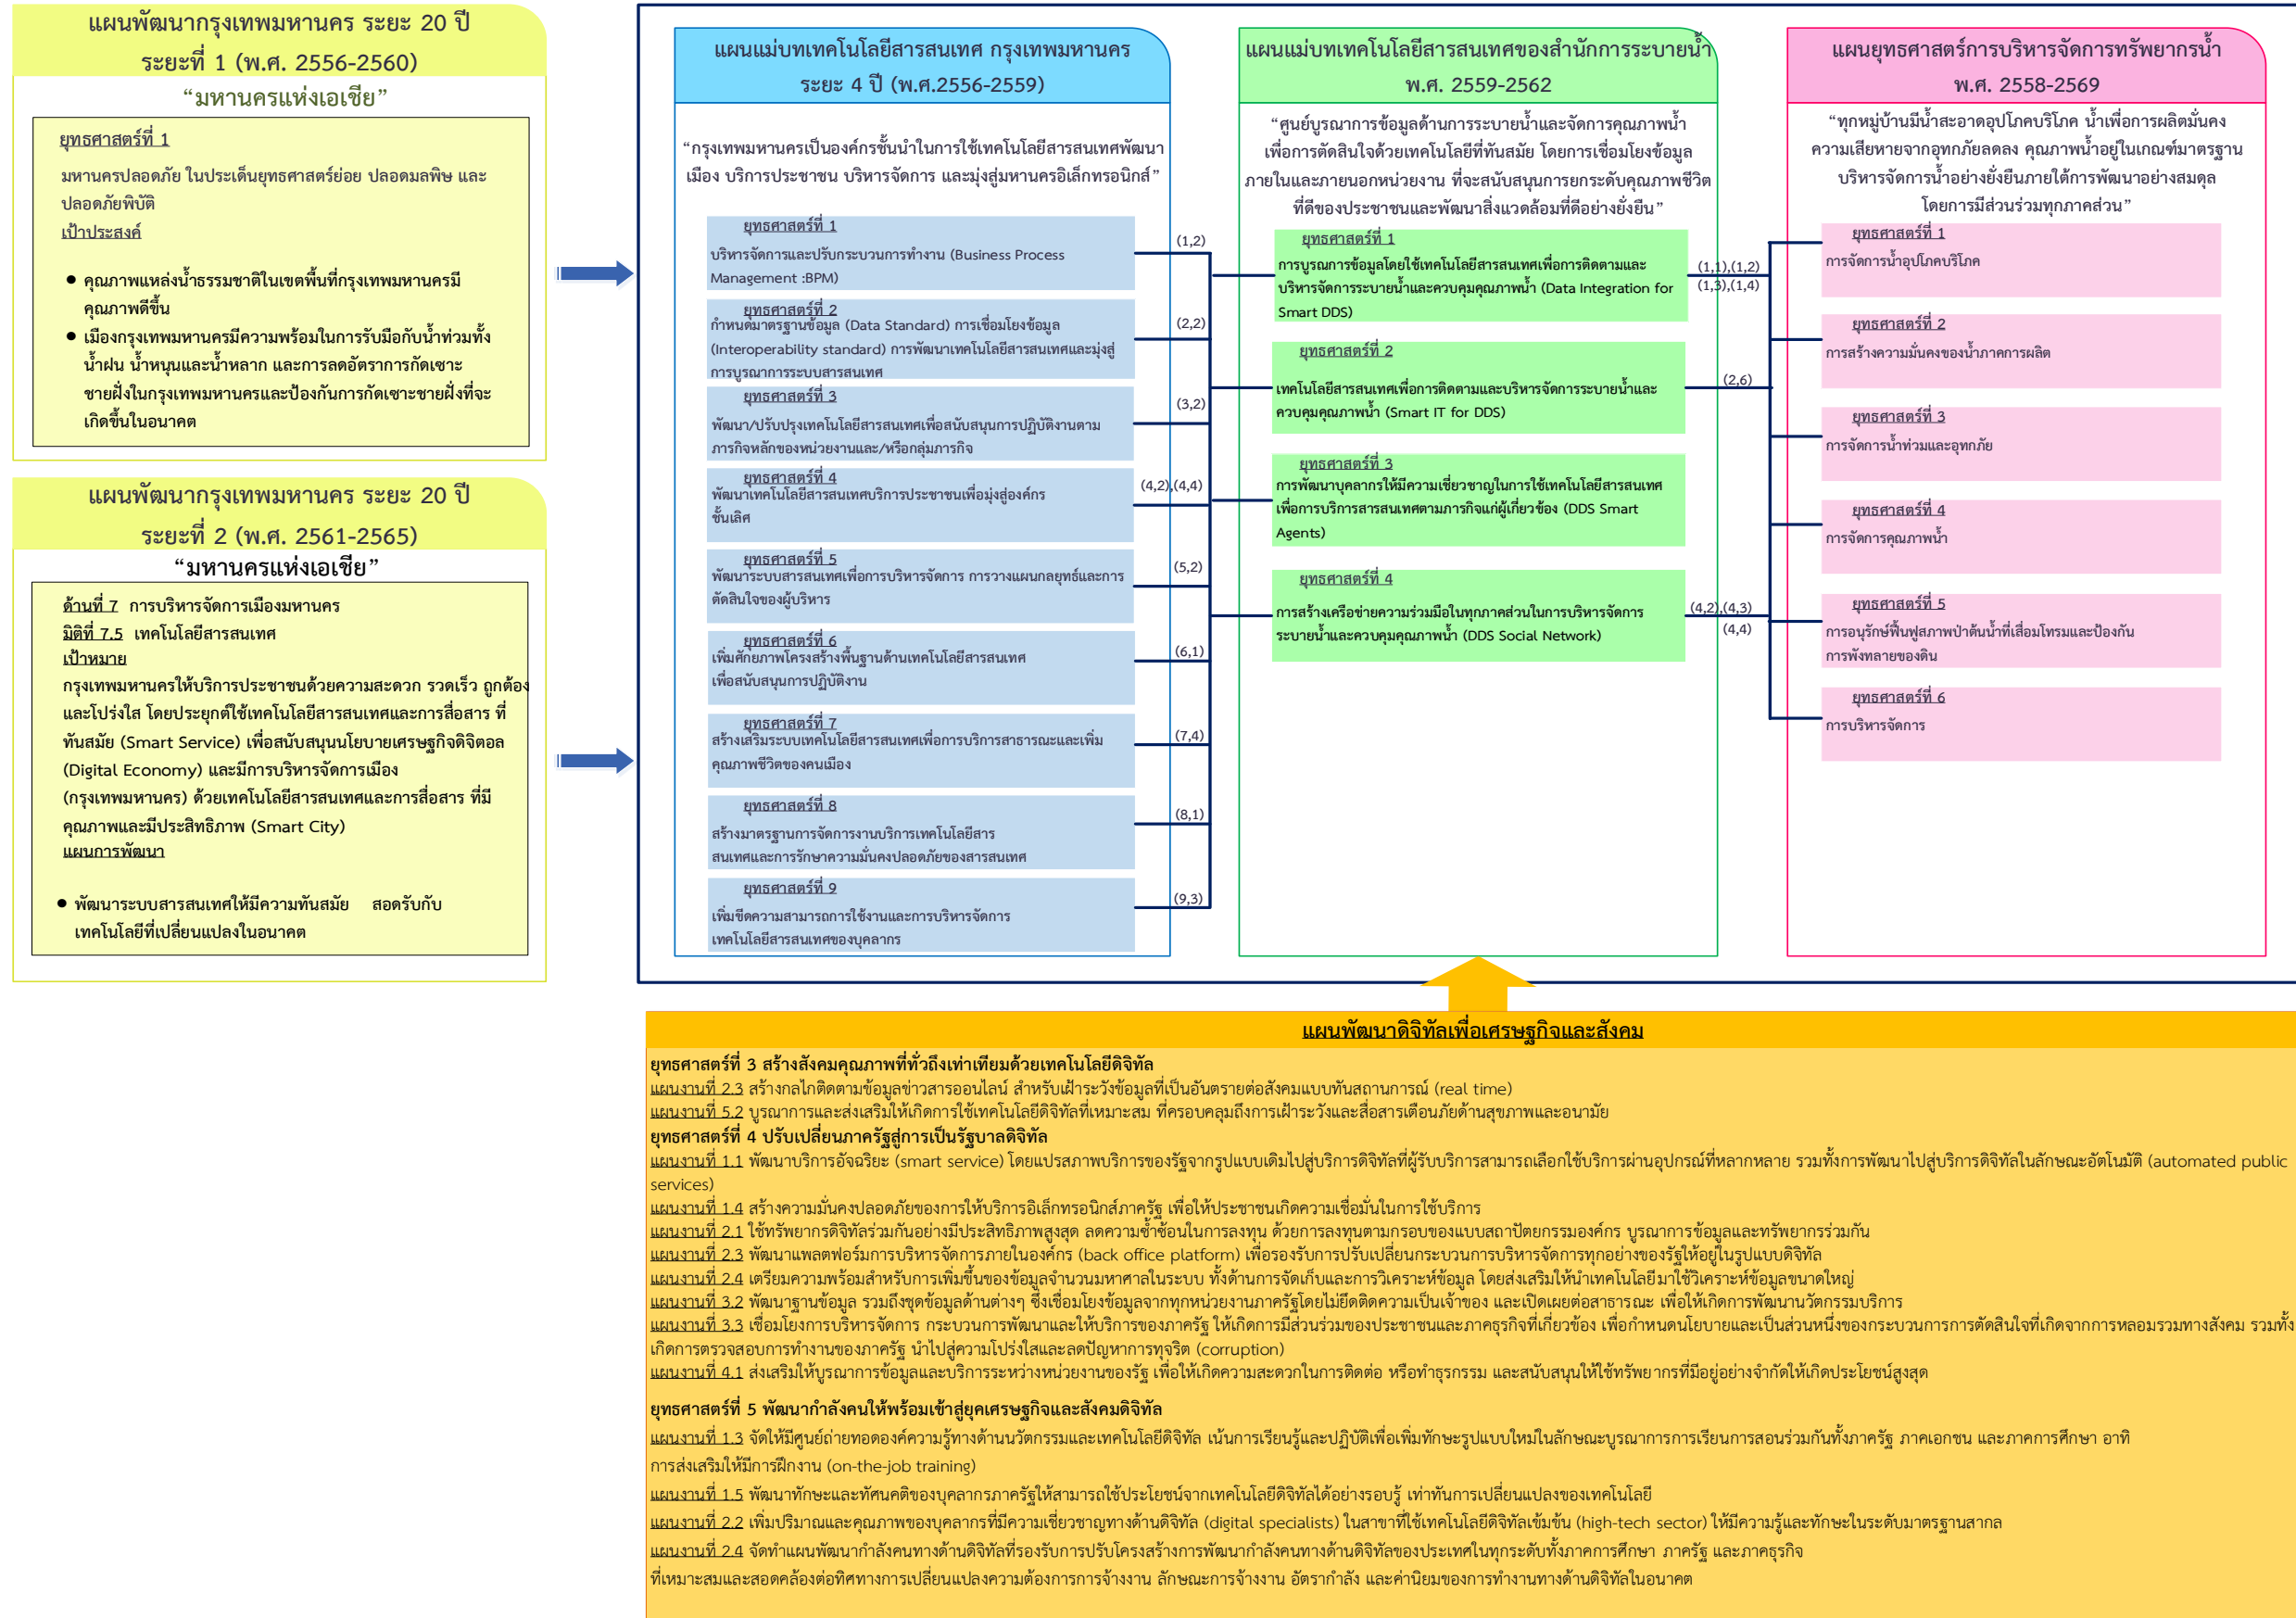 แผนพัฒนากรุงเทพมหานคร ระยะ 20 ปี
ระยะที่ 1 (พ.ศ. 2556-2560)
“มหานครแห่งเอเชีย”
ยุทธศาสตร์ที่ 1
มหานครปลอดภัย ในประเด็นยุทธศาสตร์ย่อย ปลอดมลพิษ และ
ปลอดภัยพิบัติ
เป้าประสงค์
● คุณภาพแหล่งน้ำธรรมชาติในเขตพื้นที่กรุงเทพมหานครมี
คุณภาพดีขึ้น
● เมืองกรุงเทพมหานครมีความพร้อมในการรับมือกับน้ำท่วมทั้ง
น้ำฝน น้ำหนุนและน้ำหลาก และการลดอัตราการกัดเซาะ
ชายฝั่งในกรุงเทพมหานครและป้องกันการกัดเซาะชายฝั่งที่จะ
เกิดขึ้นในอนาคต
แผนพัฒนากรุงเทพมหานคร ระยะ 20 ปี
ระยะที่ 2 (พ.ศ. 2561-2565)
“มหานครแห่งเอเชีย”
ด้านที่ 7 การบริหารจัดการเมืองมหานคร
มิติที่ 7.5 เทคโนโลยีสารสนเทศ
เป้าหมาย
กรุงเทพมหานครให้บริการประชาชนด้วยความสะดวก รวดเร็ว ถูกต้อง
และโปร่งใส โดยประยุกต์ใช้เทคโนโลยีสารสนเทศและการสื่อสาร ที่
ทันสมัย (Smart Service) เพื่อสนับสนุนนโยบายเศรษฐกิจดิจิตอล
(Digital Economy) และมีการบริหารจัดการเมือง
(กรุงเทพมหานคร) ด้วยเทคโนโลยีสารสนเทศและการสื่อสาร ที่มี
คุณภาพและมีประสิทธิภาพ (Smart City)
แผนการพัฒนา
● พัฒนาระบบสารสนเทศให้มีความทันสมัย สอดรับกับ
เทคโนโลยีที่เปลี่ยนแปลงในอนาคต
แผนแม่บทเทคโนโลยีสารสนเทศ กรุงเทพมหานคร
ระยะ 4 ปี (พ.ศ.2556-2559)
“กรุงเทพมหานครเป็นองค์กรชั้นนำในการใช้เทคโนโลยีสารสนเทศพัฒนา
เมือง บริการประชาชน บริหารจัดการ และมุ่งสู่มหานครอิเล็กทรอนิกส์”
ยุทธศาสตร์ที่ 1
บริหารจัดการและปรับกระบวนการทำงาน (Business Process
Management :BPM)
(1,2)
ยุทธศาสตร์ที่ 2
กำหนดมาตรฐานข้อมูล (Data Standard) การเชื่อมโยงข้อมูล
(Interoperability standard) การพัฒนาเทคโนโลยีสารสนเทศและมุ่งสู่
การบูรณาการระบบสารสนเทศ
(2,2)
ยุทธศาสตร์ที่ 3
พัฒนา/ปรับปรุงเทคโนโลยีสารสนเทศเพื่อสนับสนุนการปฏิบัติงานตาม
ภารกิจหลักของหน่วยงานและ/หรือกลุ่มภารกิจ
(3,2)
ยุทธศาสตร์ที่ 4
พัฒนาเทคโนโลยีสารสนเทศบริการประชาชนเพื่อมุ่งสู่องค์กร
ชั้นเลิศ
(4,2),(4,4)
ยุทธศาสตร์ที่ 5
พัฒนาระบบสารสนเทศเพื่อการบริหารจัดการ การวางแผนกลยุทธ์และการ
ตัดสินใจของผู้บริหาร
(5,2)
ยุทธศาสตร์ที่ 6
เพิ่มศักยภาพโครงสร้างพื้นฐานด้านเทคโนโลยีสารสนเทศ
เพื่อสนับสนุนการปฏิบัติงาน
(6,1)
ยุทธศาสตร์ที่ 7
สร้างเสริมระบบเทคโนโลยีสารสนเทศเพื่อการบริการสาธารณะและเพิ่ม
คุณภาพชีวิตของคนเมือง
(7,4)
ยุทธศาสตร์ที่ 8
สร้างมาตรฐานการจัดการงานบริการเทคโนโลยีสาร
สนเทศและการรักษาความมั่นคงปลอดภัยของสารสนเทศ
(8,1)
ยุทธศาสตร์ที่ 9
เพิ่มขีดความสามารถการใช้งานและการบริหารจัดการ
เทคโนโลยีสารสนเทศของบุคลากร
(9,3)
แผนแม่บทเทคโนโลยีสารสนเทศของสำนักการระบายน้ำ
พ.ศ. 2559-2562
“ศูนย์บูรณาการข้อมูลด้านการระบายน้ำและจัดการคุณภาพน้ำ
เพื่อการตัดสินใจด้วยเทคโนโลยีที่ทันสมัย โดยการเชื่อมโยงข้อมูล
ภายในและภายนอกหน่วยงาน ที่จะสนับสนุนการยกระดับคุณภาพชีวิต
ที่ดีของประชาชนและพัฒนาสิ่งแวดล้อมที่ดีอย่างยั่งยืน”
ยุทธศาสตร์ที่ 1
การบูรณการข้อมูลโดยใช้เทคโนโลยีสารสนเทศเพื่อการติดตามและ
บริหารจัดการระบายน้ำและควบคุมคุณภาพน้ำ (Data Integration for
Smart DDS)
(1,1),(1,2)
(1,3),(1,4)
ยุทธศาสตร์ที่ 2
เทคโนโลยีสารสนเทศเพื่อการติดตามและบริหารจัดการระบายน้ำและ
ควบคุมคุณภาพน้ำ (Smart IT for DDS)
(2,6)
ยุทธศาสตร์ที่ 3
การพัฒนาบุคลากรให้มีความเชี่ยวชาญในการใช้เทคโนโลยีสารสนเทศ
เพื่อการบริการสารสนเทศตามภารกิจแก่ผู้เกี่ยวข้อง (DDS Smart
Agents)
ยุทธศาสตร์ที่ 4
การสร้างเครือข่ายความร่วมมือในทุกภาคส่วนในการบริหารจัดการ
ระบายน้ำและควบคุมคุณภาพน้ำ (DDS Social Network)
(4,2),(4,3)
(4,4)
แผนยุทธศาสตร์การบริหารจัดการทรัพยากรน้ำ
พ.ศ. 2558-2569
“ทุกหมู่บ้านมีน้ำสะอาดอุปโภคบริโภค น้ำเพื่อการผลิตมั่นคง
ความเสียหายจากอุทกภัยลดลง คุณภาพน้ำอยู่ในเกณฑ์มาตรฐาน
บริหารจัดการน้ำอย่างยั่งยืนภายใต้การพัฒนาอย่างสมดุล
โดยการมีส่วนร่วมทุกภาคส่วน”
ยุทธศาสตร์ที่ 1
การจัดการน้ำอุปโภคบริโภค
ยุทธศาสตร์ที่ 2
การสร้างความมั่นคงของน้ำภาคการผลิต
ยุทธศาสตร์ที่ 3
การจัดการน้ำท่วมและอุทกภัย
ยุทธศาสตร์ที่ 4
การจัดการคุณภาพน้ำ
ยุทธศาสตร์ที่ 5
การอนุรักษ์ฟื้นฟูสภาพป่าต้นน้ำที่เสื่อมโทรมและป้องกัน
การพังทลายของดิน
ยุทธศาสตร์ที่ 6
การบริหารจัดการ
แผนพัฒนาดิจิทัลเพื่อเศรษฐกิจและสังคม
ยุทธศาสตร์ที่ 3 สร้างสังคมคุณภาพที่ทั่วถึงเท่าเทียมด้วยเทคโนโลยีดิจิทัล
แผนงานที่ 2.3 สร้างกลไกติดตามข้อมูลข่าวสารออนไลน์ สำหรับเฝ้าระวังข้อมูลที่เป็นอันตรายต่อสังคมแบบทันสถานการณ์ (real time)
แผนงานที่ 5.2 บูรณาการและส่งเสริมให้เกิดการใช้เทคโนโลยีดิจิทัลที่เหมาะสม ที่ครอบคลุมถึงการเฝ้าระวังและสื่อสารเตือนภัยด้านสุขภาพและอนามัย
ยุทธศาสตร์ที่ 4 ปรับเปลี่ยนภาครัฐสู่การเป็นรัฐบาลดิจิทัล
แผนงานที่ 1.1 พัฒนาบริการอัจฉริยะ (smart service) โดยแปรสภาพบริการของรัฐจากรูปแบบเดิมไปสู่บริการดิจิทัลที่ผู้รับบริการสามารถเลือกใช้บริการผ่านอุปกรณ์ที่หลากหลาย รวมทั้งการพัฒนาไปสู่บริการดิจิทัลในลักษณะอัตโนมัติ (automated public
services)
แผนงานที่ 1.4 สร้างความมั่นคงปลอดภัยของการให้บริการอิเล็กทรอนิกส์ภาครัฐ เพื่อให้ประชาชนเกิดความเชื่อมั่นในการใช้บริการ
แผนงานที่ 2.1 ใช้ทรัพยากรดิจิทัลร่วมกันอย่างมีประสิทธิภาพสูงสุด ลดความซ้ำซ้อนในการลงทุน ด้วยการลงทุนตามกรอบของแบบสถาปัตยกรรมองค์กร บูรณาการข้อมูลและทรัพยากรร่วมกัน
แผนงานที่ 2.3 พัฒนาแพลตฟอร์มการบริหารจัดการภายในองค์กร (back office platform) เพื่อรองรับการปรับเปลี่ยนกระบวนการบริหารจัดการทุกอย่างของรัฐให้อยู่ในรูปแบบดิจิทัล
แผนงานที่ 2.4 เตรียมความพร้อมสำหรับการเพิ่มขึ้นของข้อมูลจำนวนมหาศาลในระบบ ทั้งด้านการจัดเก็บและการวิเคราะห์ข้อมูล โดยส่งเสริมให้นำเทคโนโลยีมาใช้วิเคราะห์ข้อมูลขนาดใหญ่
แผนงานที่ 3.2 พัฒนาฐานข้อมูล รวมถึงชุดข้อมูลด้านต่างๆ ซึ่งเชื่อมโยงข้อมูลจากทุกหน่วยงานภาครัฐโดยไม่ยึดติดความเป็นเจ้าของ และเปิดเผยต่อสาธารณะ เพื่อให้เกิดการพัฒนานวัตกรรมบริการ
แผนงานที่ 3.3 เชื่อมโยงการบริหารจัดการ กระบวนการพัฒนาและให้บริการของภาครัฐ ให้เกิดการมีส่วนร่วมของประชาชนและภาคธุรกิจที่เกี่ยวข้อง เพื่อกำหนดนโยบายและเป็นส่วนหนึ่งของกระบวนการการตัดสินใจที่เกิดจากการหลอมรวมทางสังคม รวมทั้ง
เกิดการตรวจสอบการทำงานของภาครัฐ นำไปสู่ความโปร่งใสและลดปัญหาการทุจริต (corruption)
แผนงานที่ 4.1 ส่งเสริมให้บูรณาการข้อมูลและบริการระหว่างหน่วยงานของรัฐ เพื่อให้เกิดความสะดวกในการติดต่อ หรือทำธุรกรรม และสนับสนุนให้ใช้ทรัพยากรที่มีอยู่อย่างจำกัดให้เกิดประโยชน์สูงสุด
ยุทธศาสตร์ที่ 5 พัฒนากำลังคนให้พร้อมเข้าสู่ยุคเศรษฐกิจและสังคมดิจิทัล
แผนงานที่ 1.3 จัดให้มีศูนย์ถ่ายทอดองค์ความรู้ทางด้านนวัตกรรมและเทคโนโลยีดิจิทัล เน้นการเรียนรู้และปฏิบัติเพื่อเพิ่มทักษะรูปแบบใหม่ในลักษณะบูรณาการการเรียนการสอนร่วมกันทั้งภาครัฐ ภาคเอกชน และภาคการศึกษา อาทิ
การส่งเสริมให้มีการฝึกงาน (on-the-job training)
แผนงานที่ 1.5 พัฒนาทักษะและทัศนคติของบุคลากรภาครัฐให้สามารถใช้ประโยชน์จากเทคโนโลยีดิจิทัลได้อย่างรอบรู้ เท่าทันการเปลี่ยนแปลงของเทคโนโลยี
แผนงานที่ 2.2 เพิ่มปริมาณและคุณภาพของบุคลากรที่มีความเชี่ยวชาญทางด้านดิจิทัล (digital specialists) ในสาขาที่ใช้เทคโนโลยีดิจิทัลเข้มข้น (high-tech sector) ให้มีความรู้และทักษะในระดับมาตรฐานสากล
แผนงานที่ 2.4 จัดทำแผนพัฒนากำลังคนทางด้านดิจิทัลที่รองรับการปรับโครงสร้างการพัฒนากำลังคนทางด้านดิจิทัลของประเทศในทุกระดับทั้งภาคการศึกษา ภาครัฐ และภาคธุรกิจ
ที่เหมาะสมและสอดคล้องต่อทิศทางการเปลี่ยนแปลงความต้องการการจ้างงาน ลักษณะการจ้างงาน อัตรากำลัง และค่านิยมของการทำงานทางด้านดิจิทัลในอนาคต